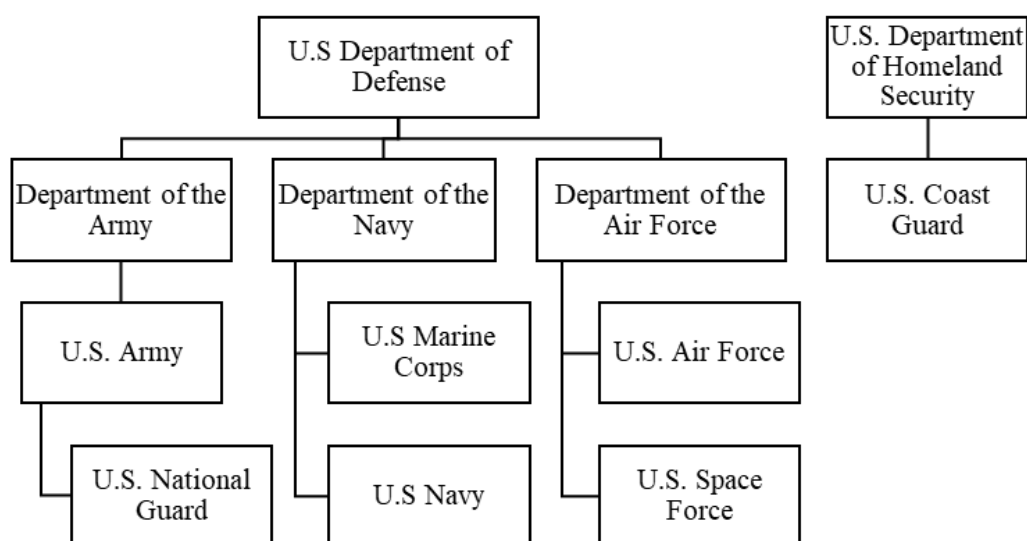 U.S Department of
Defense
U.S. Department
of Homeland
Security
Department of the
Army
Department of the
Navy
Department of the
Air Force
U.S. Coast
Guard
U.S. Army
U.S Marine
Corps
U.S. Air Force
U.S. National
Guard
U.S Navy
U.S. Space
Force